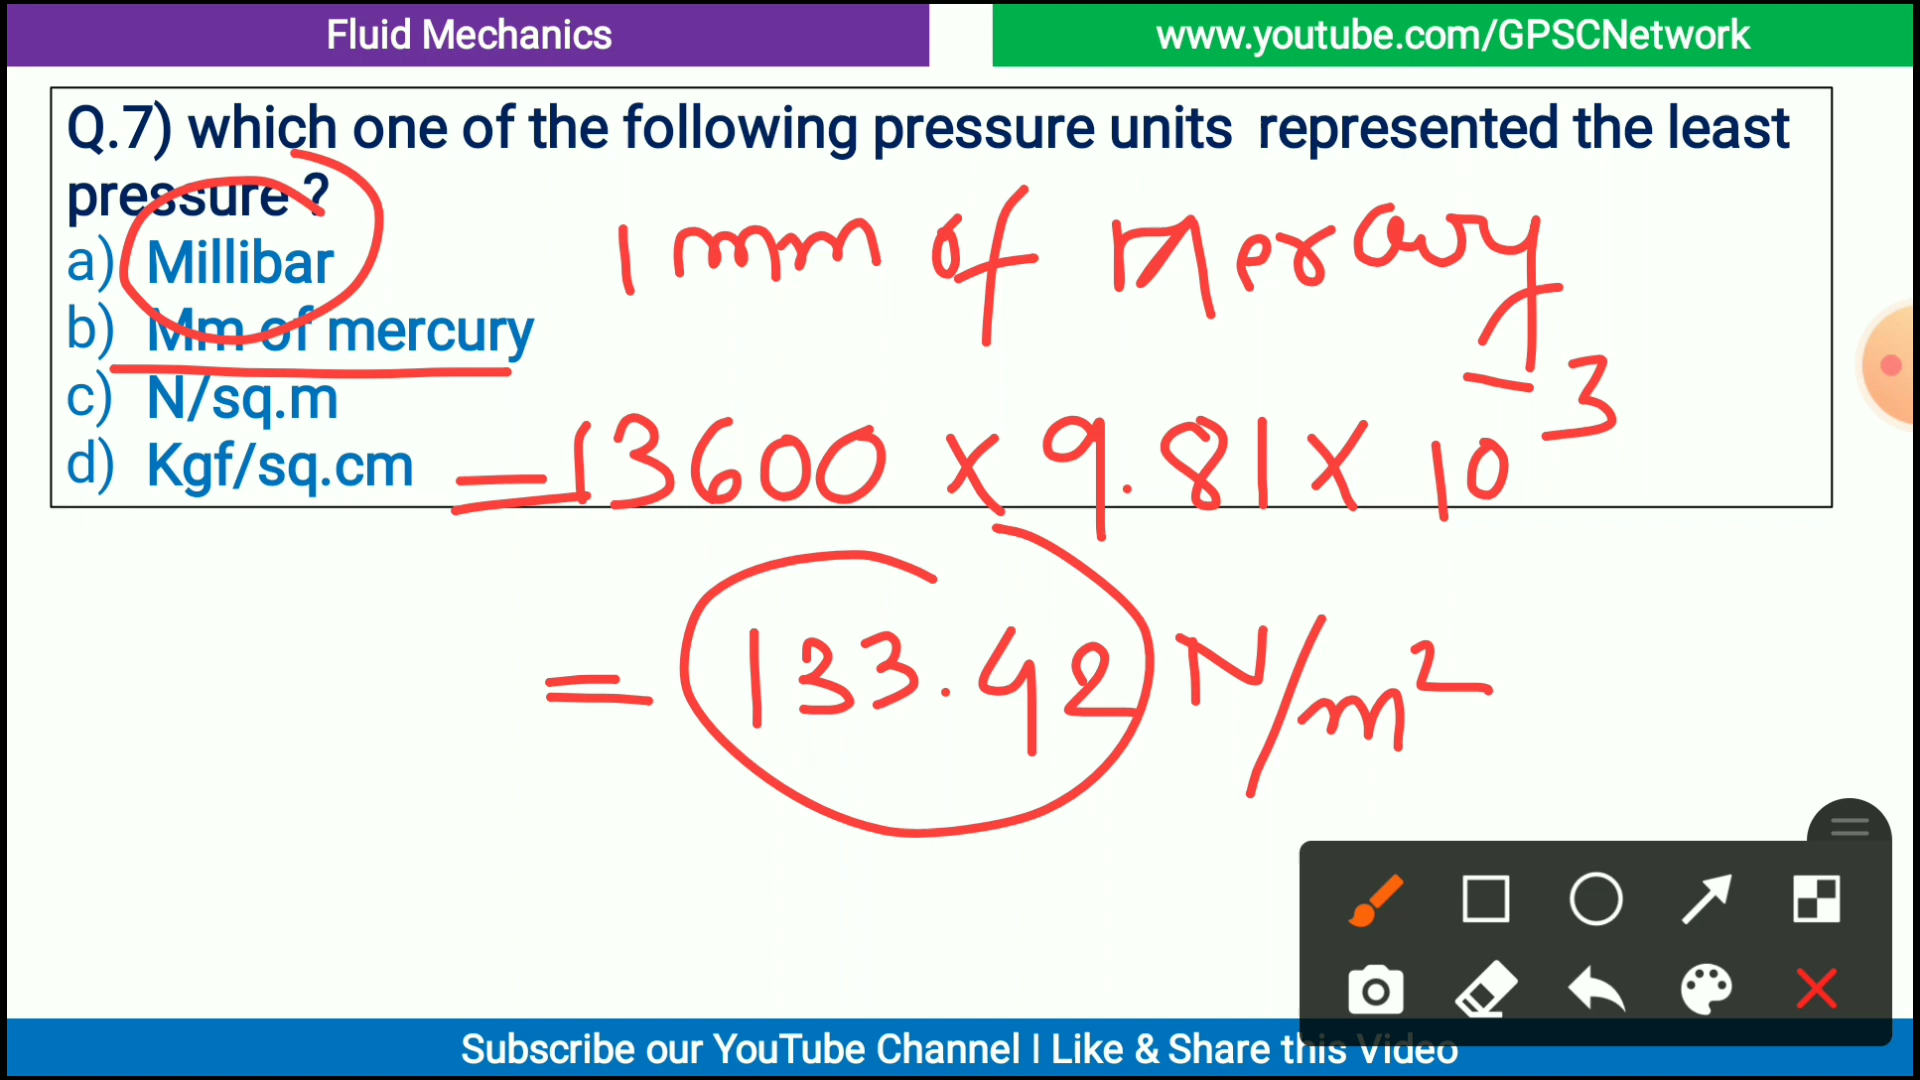 Fluid Mechanics
www.youtube.com/GPSCNetwork
Q.7) which one of the following pressure units represented the least
pressure ?
a) Millibar
b) Mm of mercury
c) N/sq.m
d) Kgf/sq.cm
1 mm of Mercury
= 13600 × 9.81 × 10⁻³
= 133.42 N/m²
Subscribe our YouTube Channel | Like & Share this Video